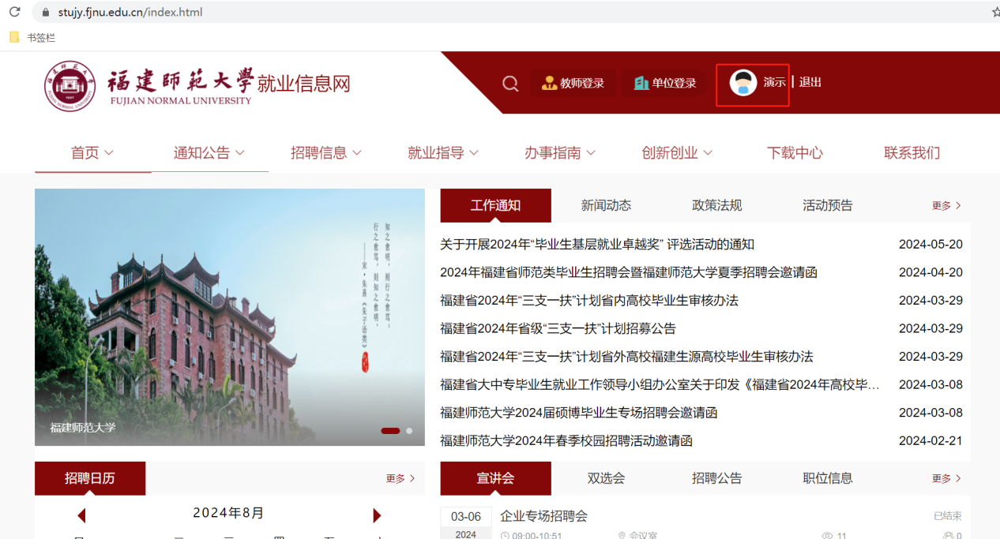 stujy.fjnu.edu.cn/index.html
书签栏
福建師範大學就业信息网
FUJIAN NORMAL UNIVERSITY
教师登录
单位登录
演示 | 退出
首页
通知公告
招聘信息
就业指导
办事指南
创新创业
下载中心
联系我们
知之愈明，则行之愈笃；
行之愈笃，则知之愈明。
——宋·朱熹《朱子语类》
福建师范大学
工作通知
新闻动态
政策法规
活动预告
更多
关于开展2024年“毕业生基层就业卓越奖” 评选活动的通知 2024-05-20
2024年福建省师范类毕业生招聘会暨福建师范大学夏季招聘会邀请函 2024-04-20
福建省2024年“三支一扶”计划省内高校毕业生审核办法 2024-03-29
福建省2024年省级“三支一扶”计划招募公告 2024-03-29
福建省2024年“三支一扶”计划省外高校福建生源高校毕业生审核办法 2024-03-29
福建省大中专毕业生就业工作领导小组办公室关于印发《福建省2024年高校毕… 2024-03-08
福建师范大学2024届硕博毕业生专场招聘会邀请函 2024-03-08
福建师范大学2024年春季校园招聘活动邀请函 2024-02-21
招聘日历
更多
2024年8月
宣讲会
双选会
招聘公告
职位信息
更多
03-06
2024
企业专场招聘会
已结束
09:00-10:51
会议室
11
0